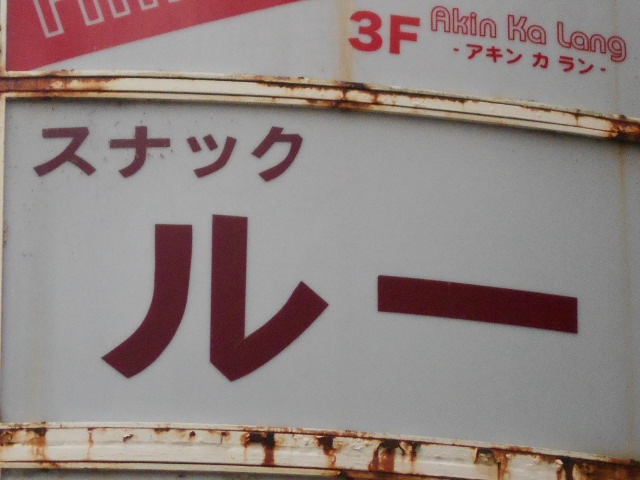 3F Akin Ka Lang
- アキン カ ラン -
スナック
ルー